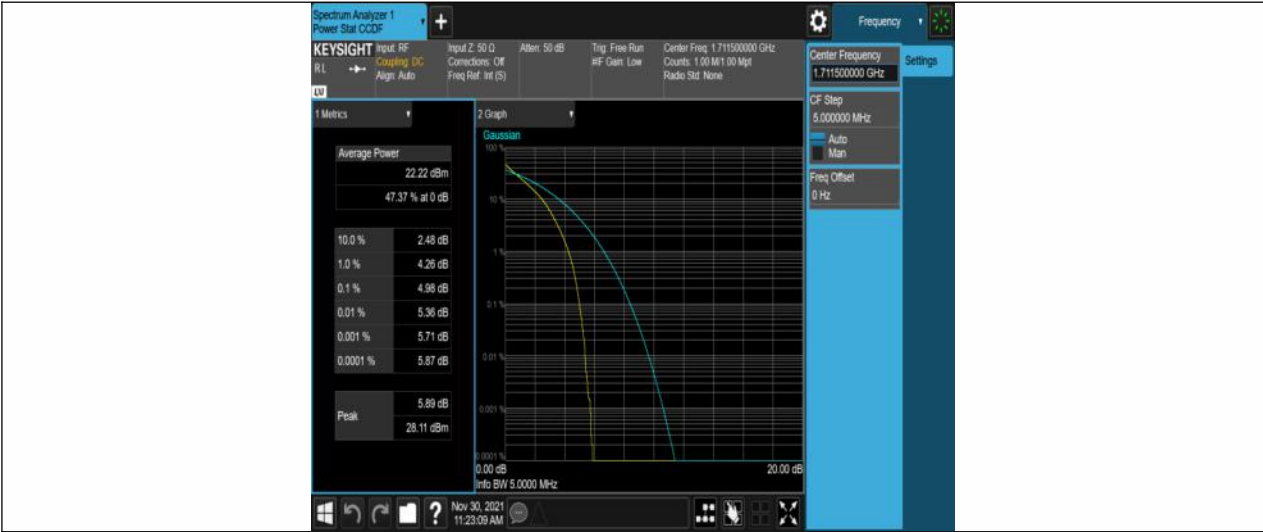 Spectrum Analyzer 1
Power Stat CCDF
+
Frequency
KEYSIGHT
Input: RF
Coupling: DC
Align: Auto
Input Z: 50 Ω
Corrections: Off
Freq Ref: Int (S)
Atten: 50 dB
Trig: Free Run
#IF Gain: Low
Center Freq: 1.711500000 GHz
Counts: 1.00 M/1.00 Mpt
Radio Std: None
R L
LV
Center Frequency
1.711500000 GHz
Settings
CF Step
5.000000 MHz
Auto
Man
Freq Offset
0 Hz
1 Metrics
Average Power
22.22 dBm
47.37 % at 0 dB
10.0 % 2.48 dB
1.0 % 4.26 dB
0.1 % 4.98 dB
0.01 % 5.36 dB
0.001 % 5.71 dB
0.0001 % 5.87 dB
Peak
5.89 dB
28.11 dBm
2 Graph
Gaussian
100 %
10 %
1 %
0.1 %
0.01 %
0.001 %
0.0001 %
0.00 dB 20.00 dB
Info BW 5.0000 MHz
?
Nov 30, 2021
11:23:09 AM